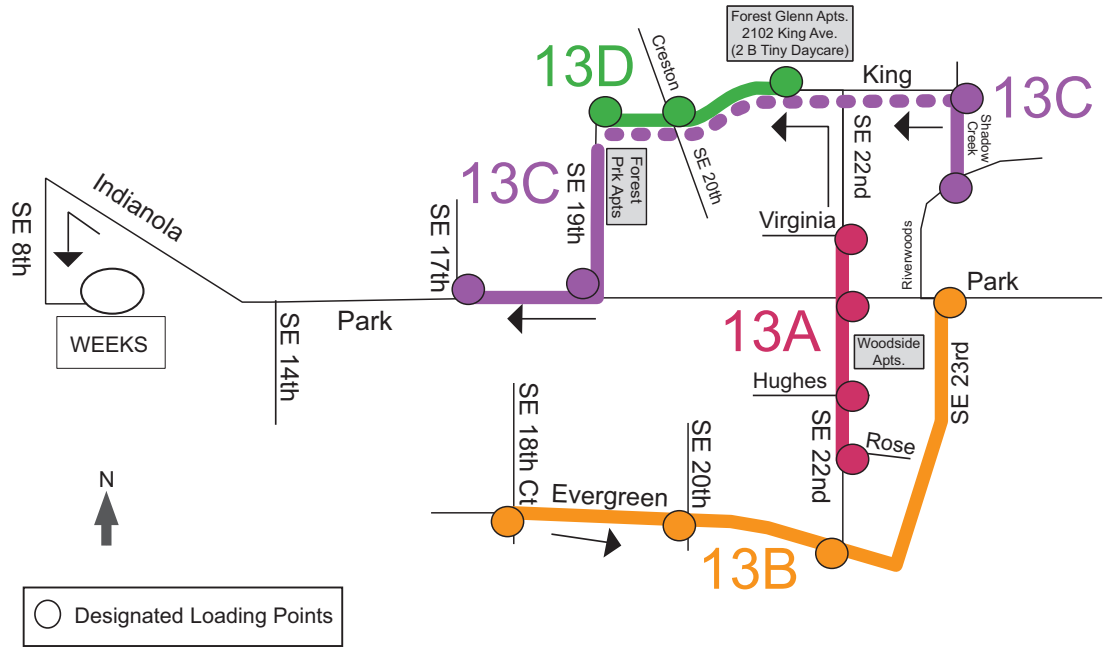 Forest Glenn Apts.
2102 King Ave.
(2 B Tiny Daycare)
Creston
13D
King
13C
Shadow
Creek
SE 22nd
SE 20th
Forest
Prk Apts
13C
SE 19th
SE 17th
Indianola
SE 8th
Virginia
Riverwoods
WEEKS
Park
SE 14th
Park
13A
Woodside
Apts.
Hughes
SE 23rd
SE 22nd
Rose
SE 18th Ct
SE 20th
Evergreen
13B
N
Designated Loading Points